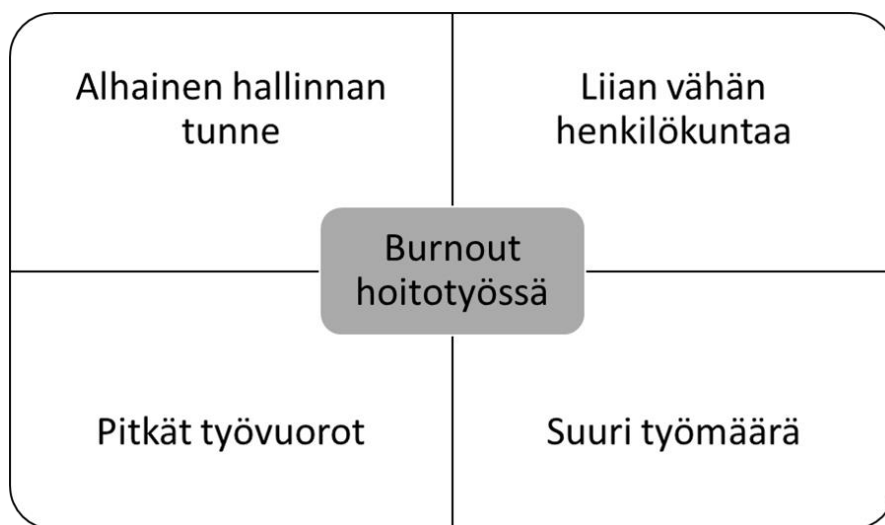 Alhainen hallinnan
tunne
Liian vähän
henkilökuntaa
Burnout
hoitotyössä
Pitkät työvuorot
Suuri työmäärä